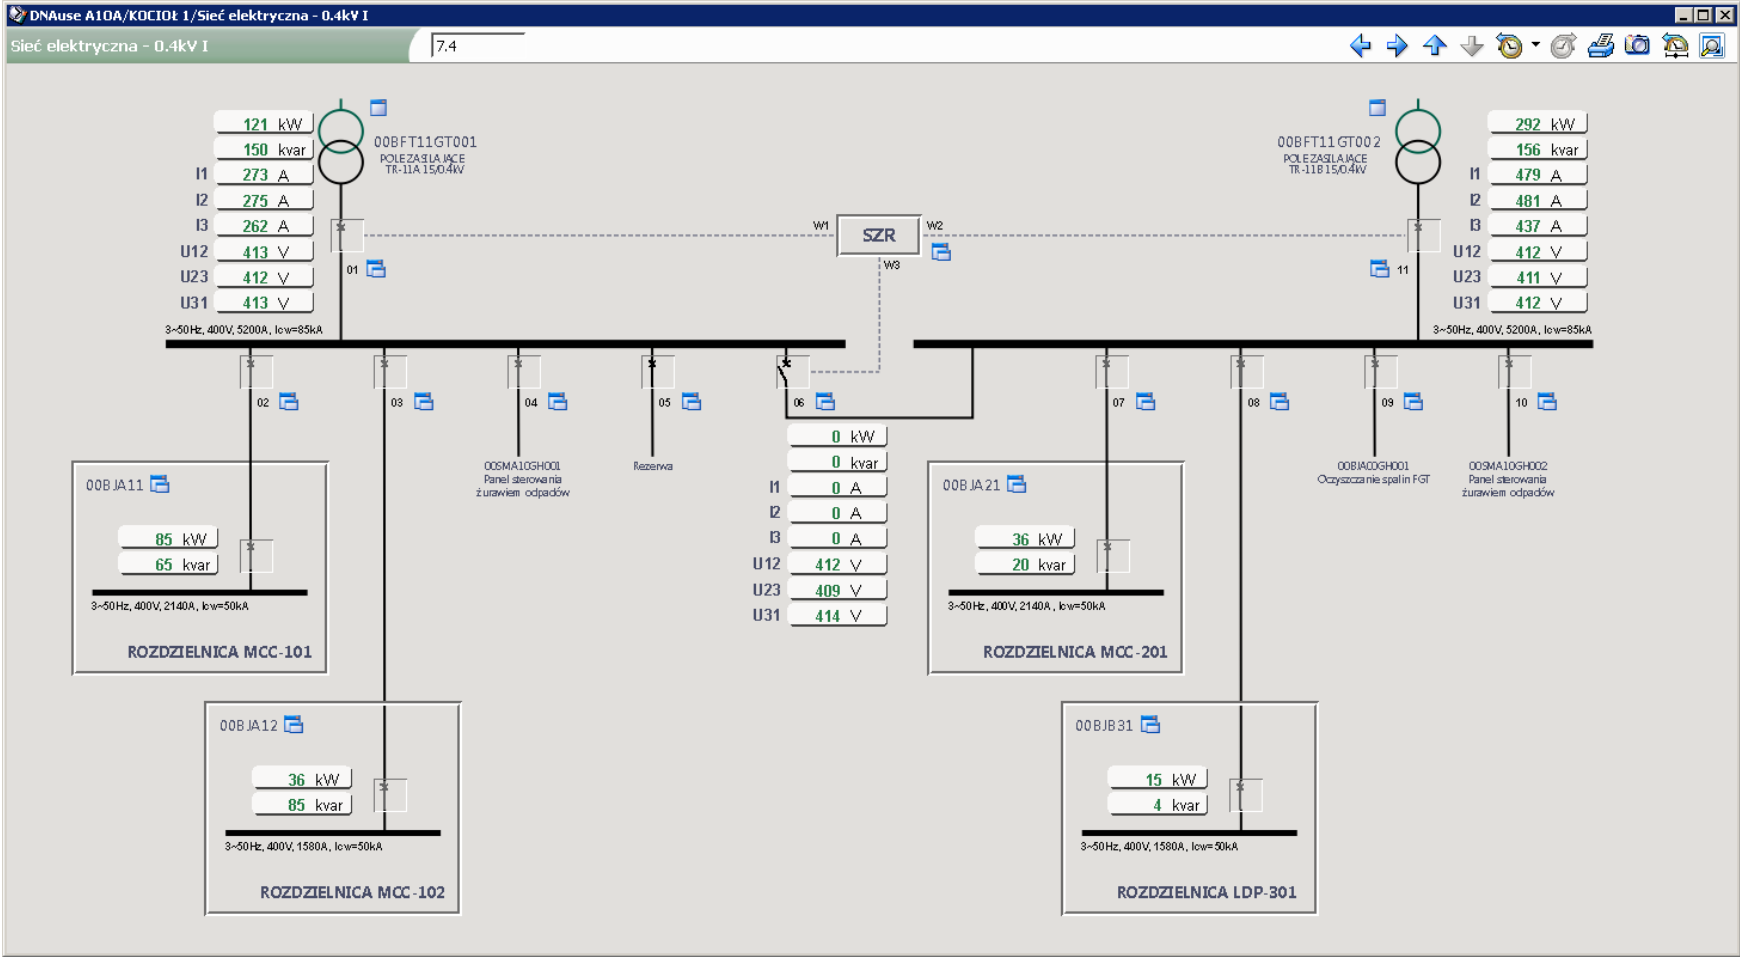 DNAuse A10A/KOCIOŁ 1/Sieć elektryczna - 0.4kV I
Sieć elektryczna - 0.4kV I
7.4
121 kW
150 kvar
I1 273 A
I2 275 A
I3 262 A
U12 413 V
U23 412 V
U31 413 V
3~50Hz, 400V, 5200A, Icw=85kA
00BFT11GT001
POLE ZASILAJĄCE
TR-11A 15/0.4kV
01
W1
SZR
W2
W3
00BFT11GT002
POLE ZASILAJĄCE
TR-11B 15/0.4kV
11
292 kW
156 kvar
I1 479 A
I2 481 A
I3 437 A
U12 412 V
U23 411 V
U31 412 V
3~50Hz, 400V, 5200A, Icw=85kA
02
03
04
05
06
07
08
09
10
00SMA10GH001
Panel sterowania
żurawiem odpadów
Rezerwa
0 kW
0 kvar
I1 0 A
I2 0 A
I3 0 A
U12 412 V
U23 409 V
U31 414 V
00BJA00GH001
Oczyszczanie spalin FGT
00SMA10GH002
Panel sterowania
żurawiem odpadów
00BJA11
85 kW
65 kvar
3~50Hz, 400V, 2140A, Icw=50kA
ROZDZIELNICA MCC-101
00BJA21
36 kW
20 kvar
3~50Hz, 400V, 2140A, Icw=50kA
ROZDZIELNICA MCC-201
00BJA12
36 kW
85 kvar
3~50Hz, 400V, 1580A, Icw=50kA
ROZDZIELNICA MCC-102
00BJB31
15 kW
4 kvar
3~50Hz, 400V, 1580A, Icw=50kA
ROZDZIELNICA LDP-301